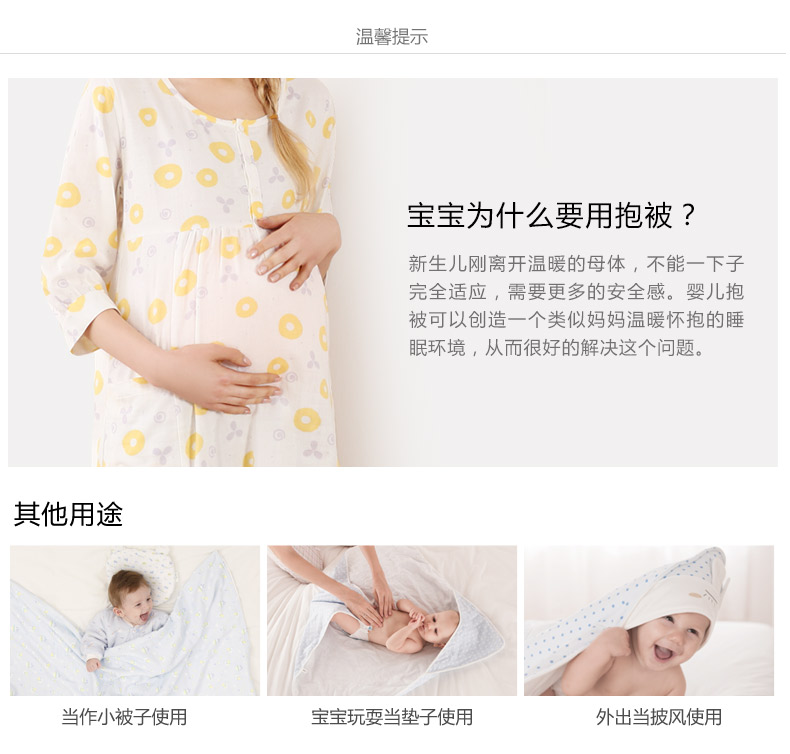 温馨提示
宝宝为什么要用抱被？
新生儿刚离开温暖的母体，不能一下子
完全适应，需要更多的安全感。婴儿抱
被可以创造一个类似妈妈温暖怀抱的睡
眠环境，从而很好的解决这个问题。
其他用途
当作小被子使用
宝宝玩耍当垫子使用
外出当披风使用